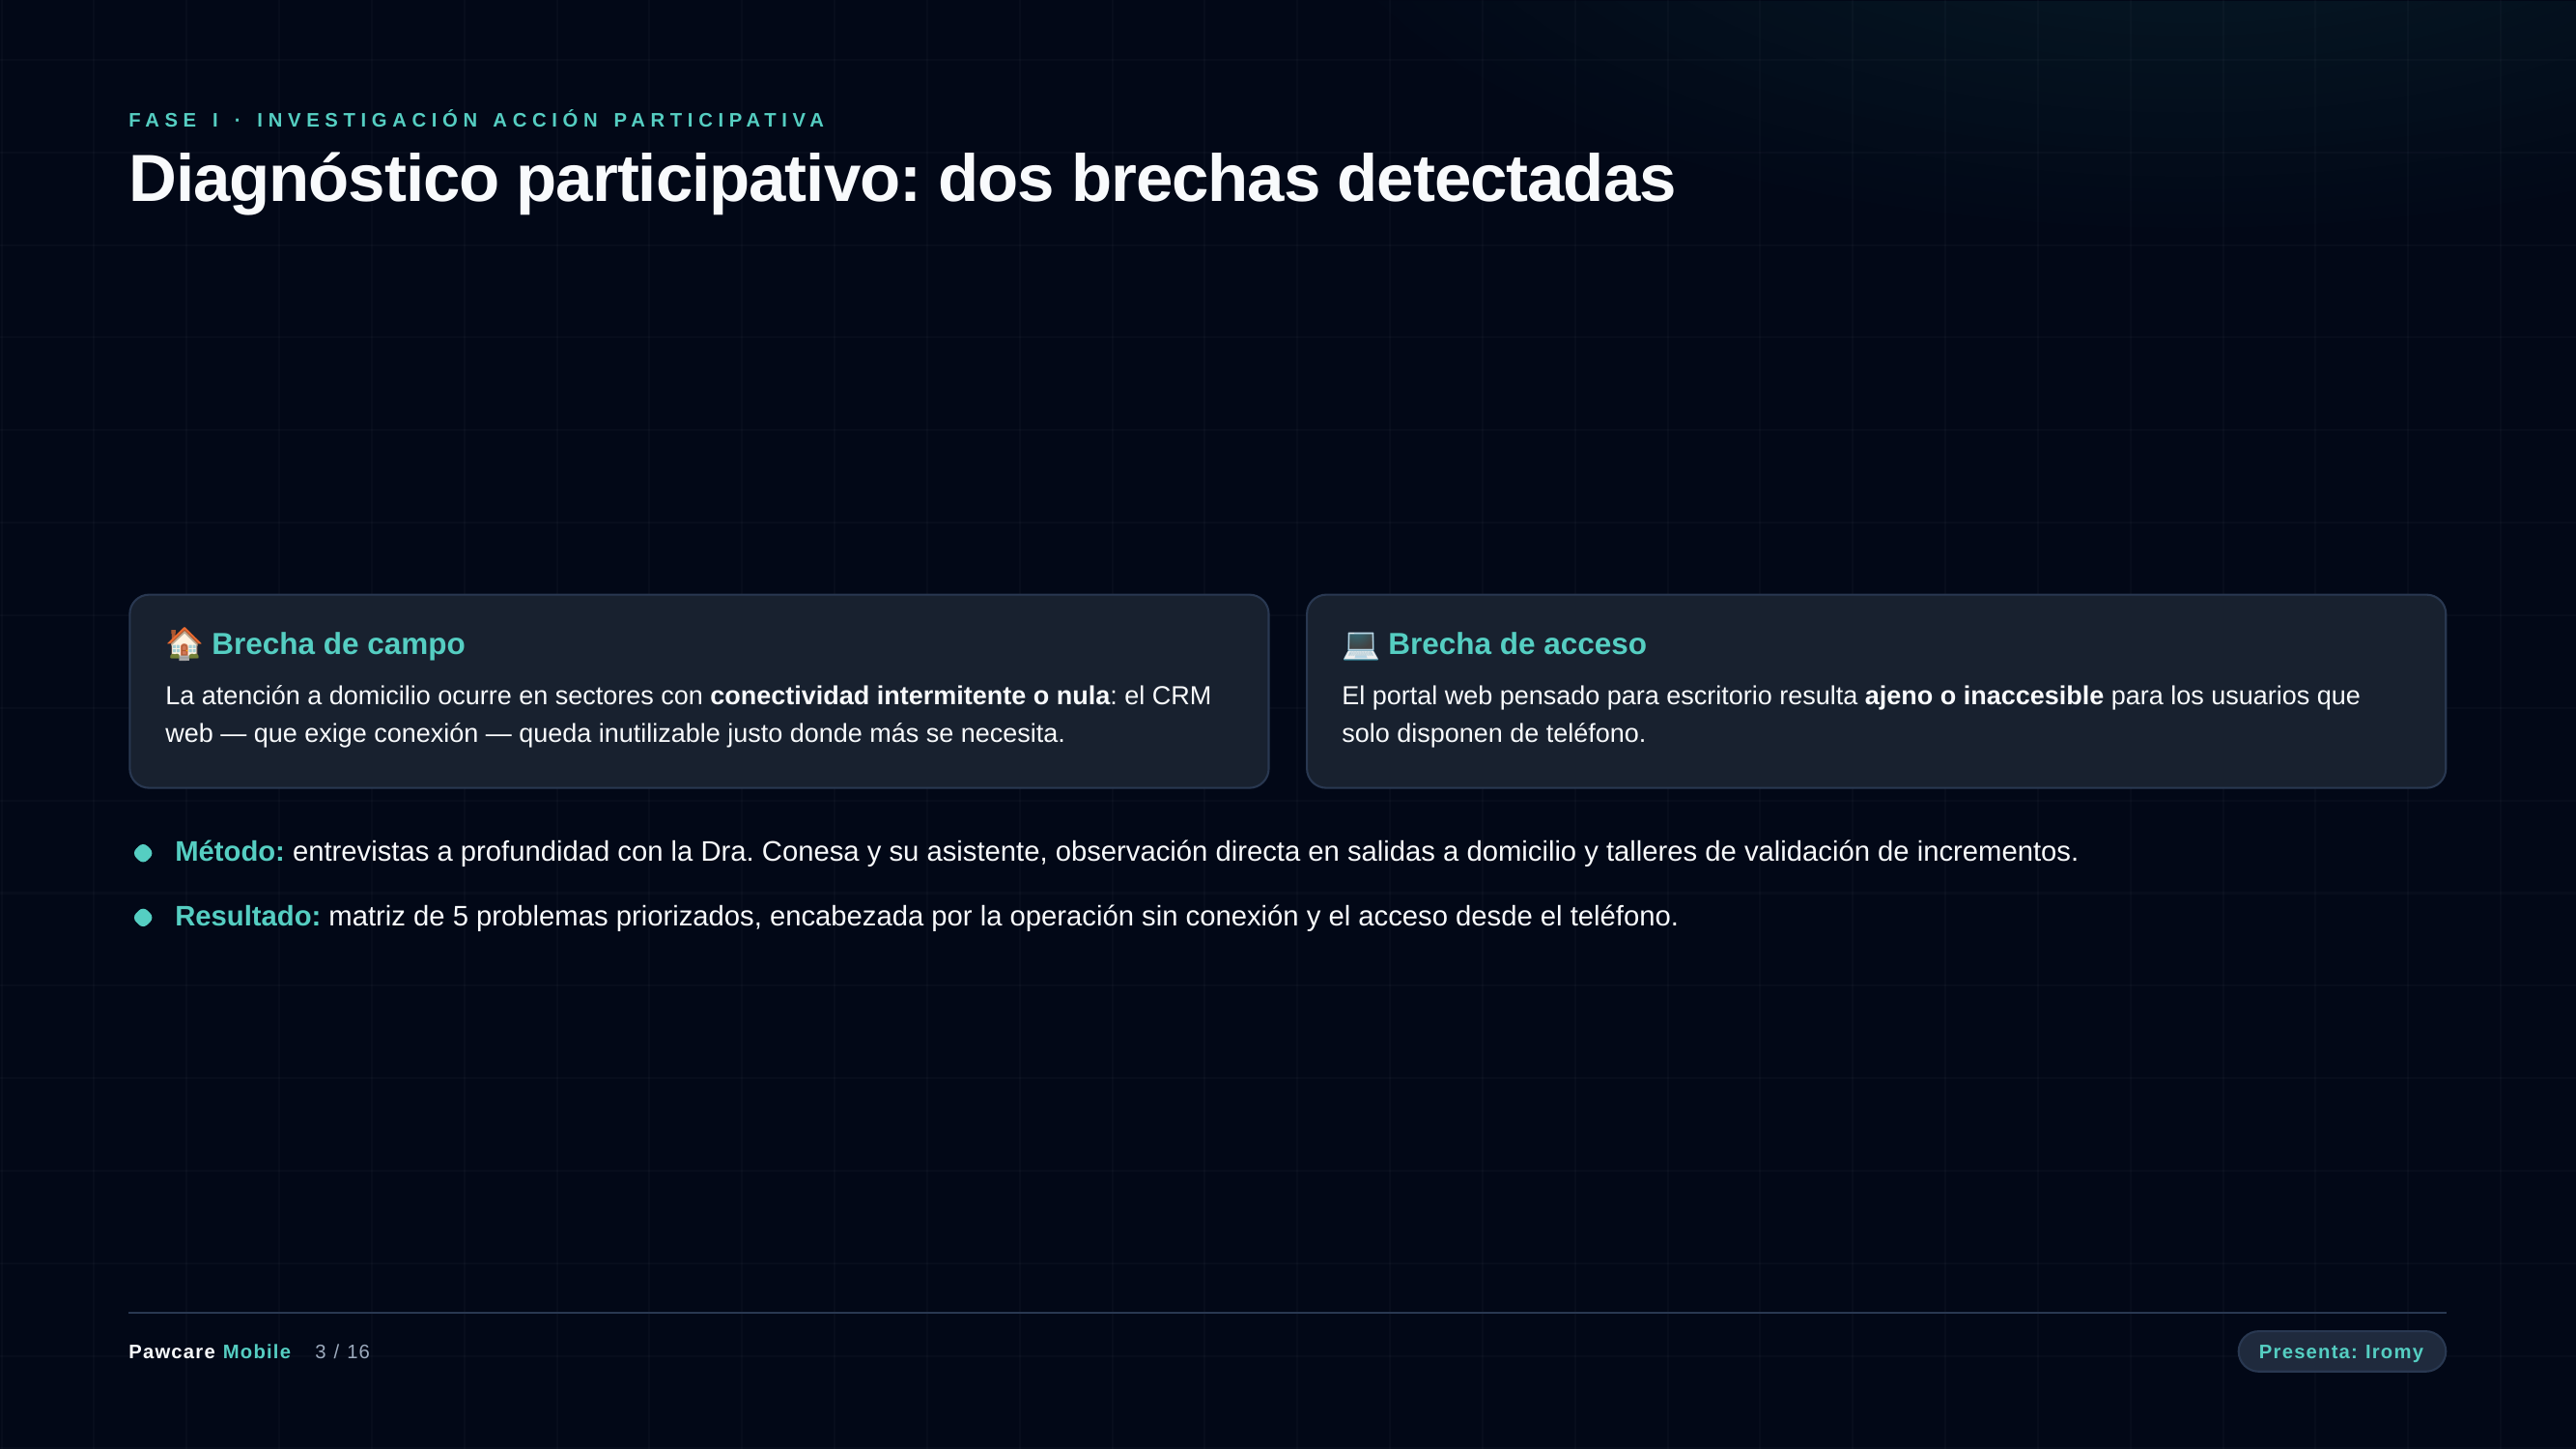 FASE I · INVESTIGACIÓN ACCIÓN PARTICIPATIVA
Diagnóstico participativo: dos brechas detectadas
🏠 Brecha de campo
La atención a domicilio ocurre en sectores con conectividad intermitente o nula: el CRM
web — que exige conexión — queda inutilizable justo donde más se necesita.
💻 Brecha de acceso
El portal web pensado para escritorio resulta ajeno o inaccesible para los usuarios que
solo disponen de teléfono.
Método: entrevistas a profundidad con la Dra. Conesa y su asistente, observación directa en salidas a domicilio y talleres de validación de incrementos.
Resultado: matriz de 5 problemas priorizados, encabezada por la operación sin conexión y el acceso desde el teléfono.
Pawcare Mobile 3 / 16
Presenta: Iromy